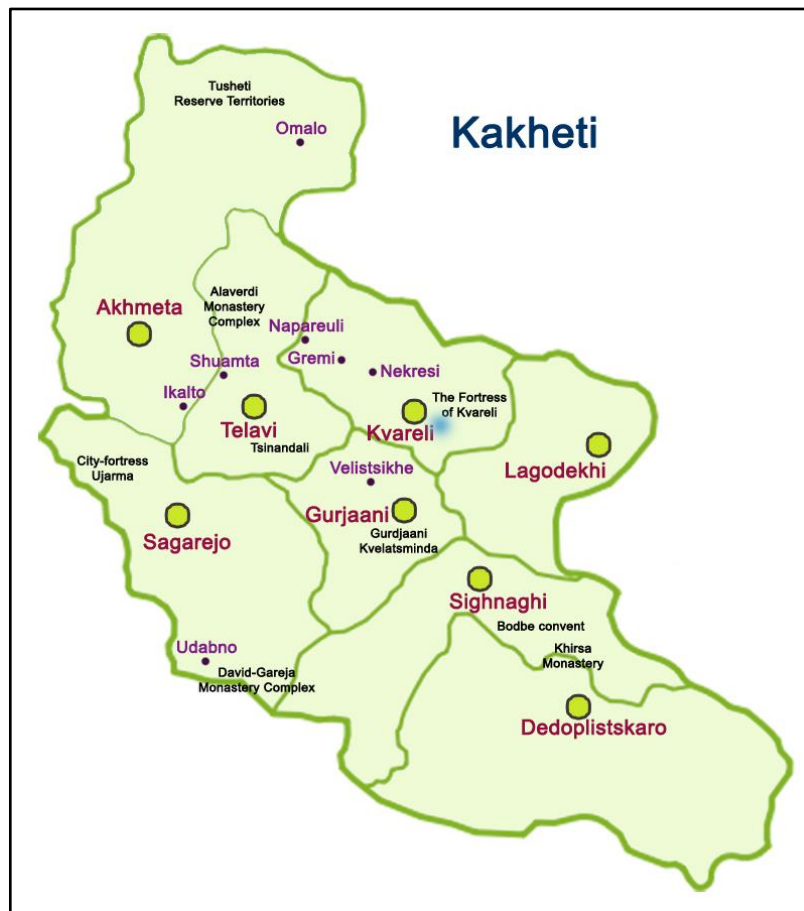 Kakheti
Tusheti
Reserve Territories
Omalo
Akhmeta
Alaverdi
Monastery
Complex
Napareuli
Gremi
Shuamta
Nekresi
Ikalto
The Fortress
of Kvareli
Telavi
Kvareli
Tsinandali
City-fortress
Ujarma
Velistsikhe
Lagodekhi
Gurjaani
Sagarejo
Gurdjaani
Kvelatsminda
Sighnaghi
Bodbe convent
Udabno
Khirsa
Monastery
David-Gareja
Monastery Complex
Dedoplistskaro